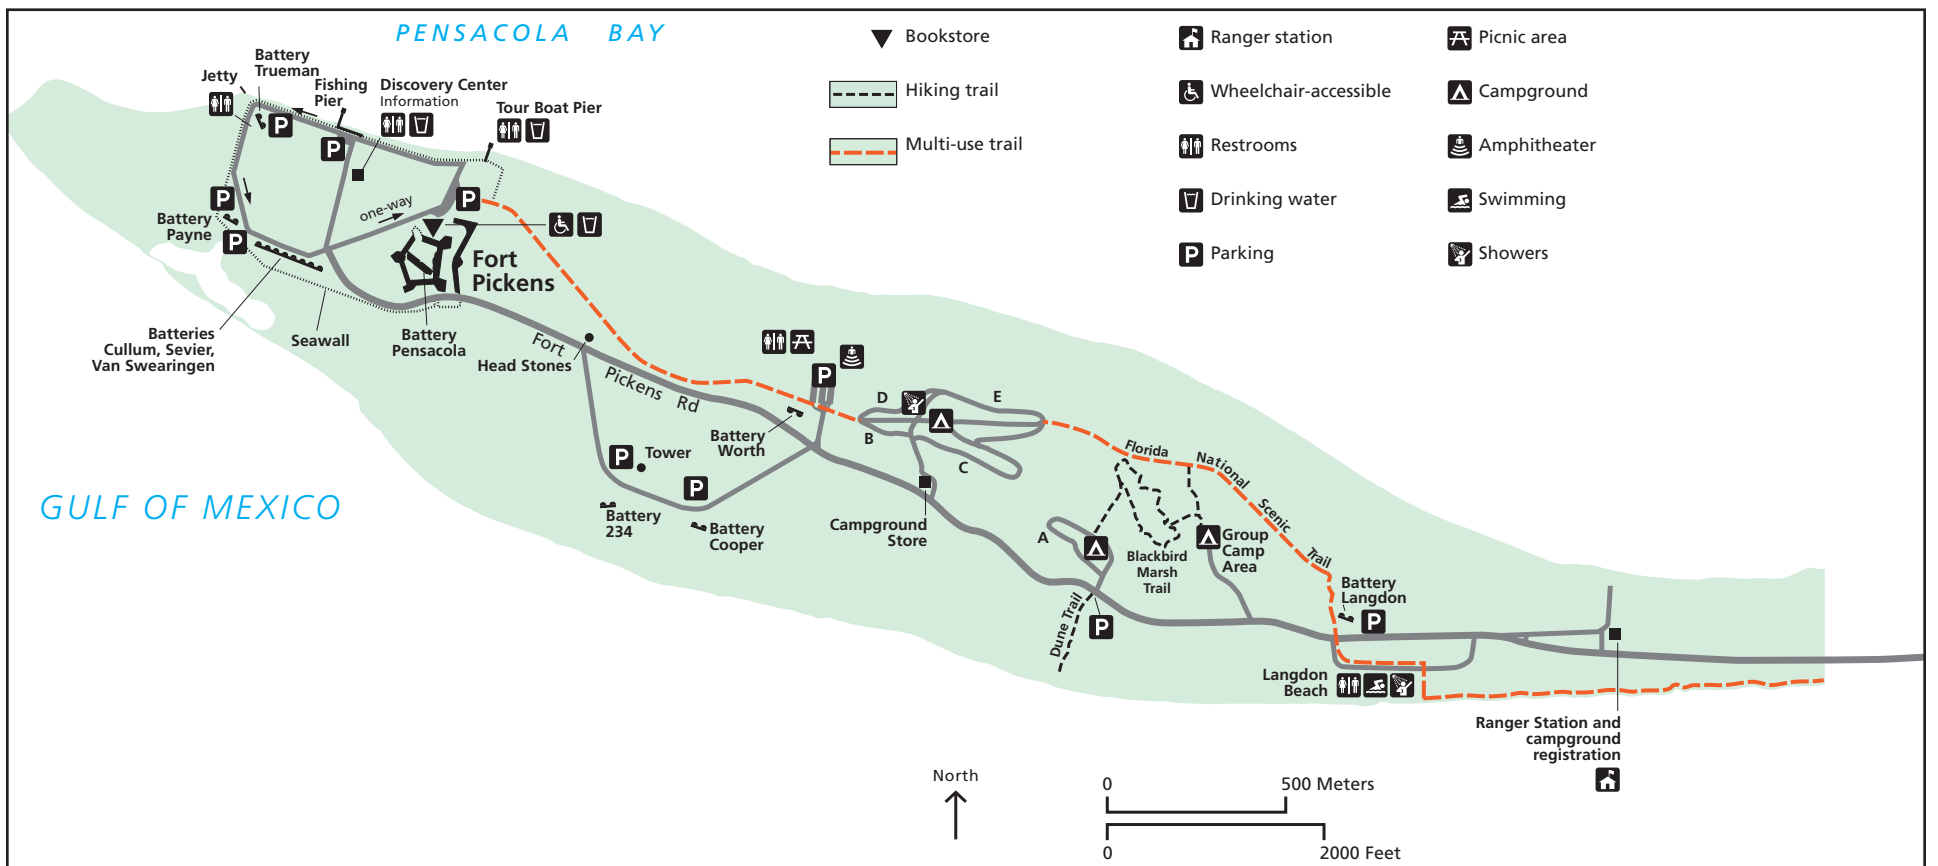 PENSACOLA BAY
Bookstore
Hiking trail
Multi-use trail
Ranger station
Wheelchair-accessible
Restrooms
Drinking water
P
Parking
Picnic area
Campground
Amphitheater
Swimming
Showers
Jetty
Battery
Trueman
Fishing
Pier
Discovery Center
Information
Tour Boat Pier
P
P
P
P
P
one-way
Battery
Payne
Fort
Pickens
Batteries
Cullum, Sevier,
Van Swearingen
Seawall
Battery
Pensacola
Head Stones
Fort
Pickens
Rd
P
D
E
B
C
Battery
Worth
P
Tower
P
Battery
234
Battery
Cooper
GULF OF MEXICO
Campground
Store
A
Florida
National
Scenic
Trail
Blackbird
Marsh
Trail
Group
Camp
Area
Dune Trail
P
Battery
Langdon
P
Langdon
Beach
Ranger Station and
campground
registration
North
0
500 Meters
0
2000 Feet